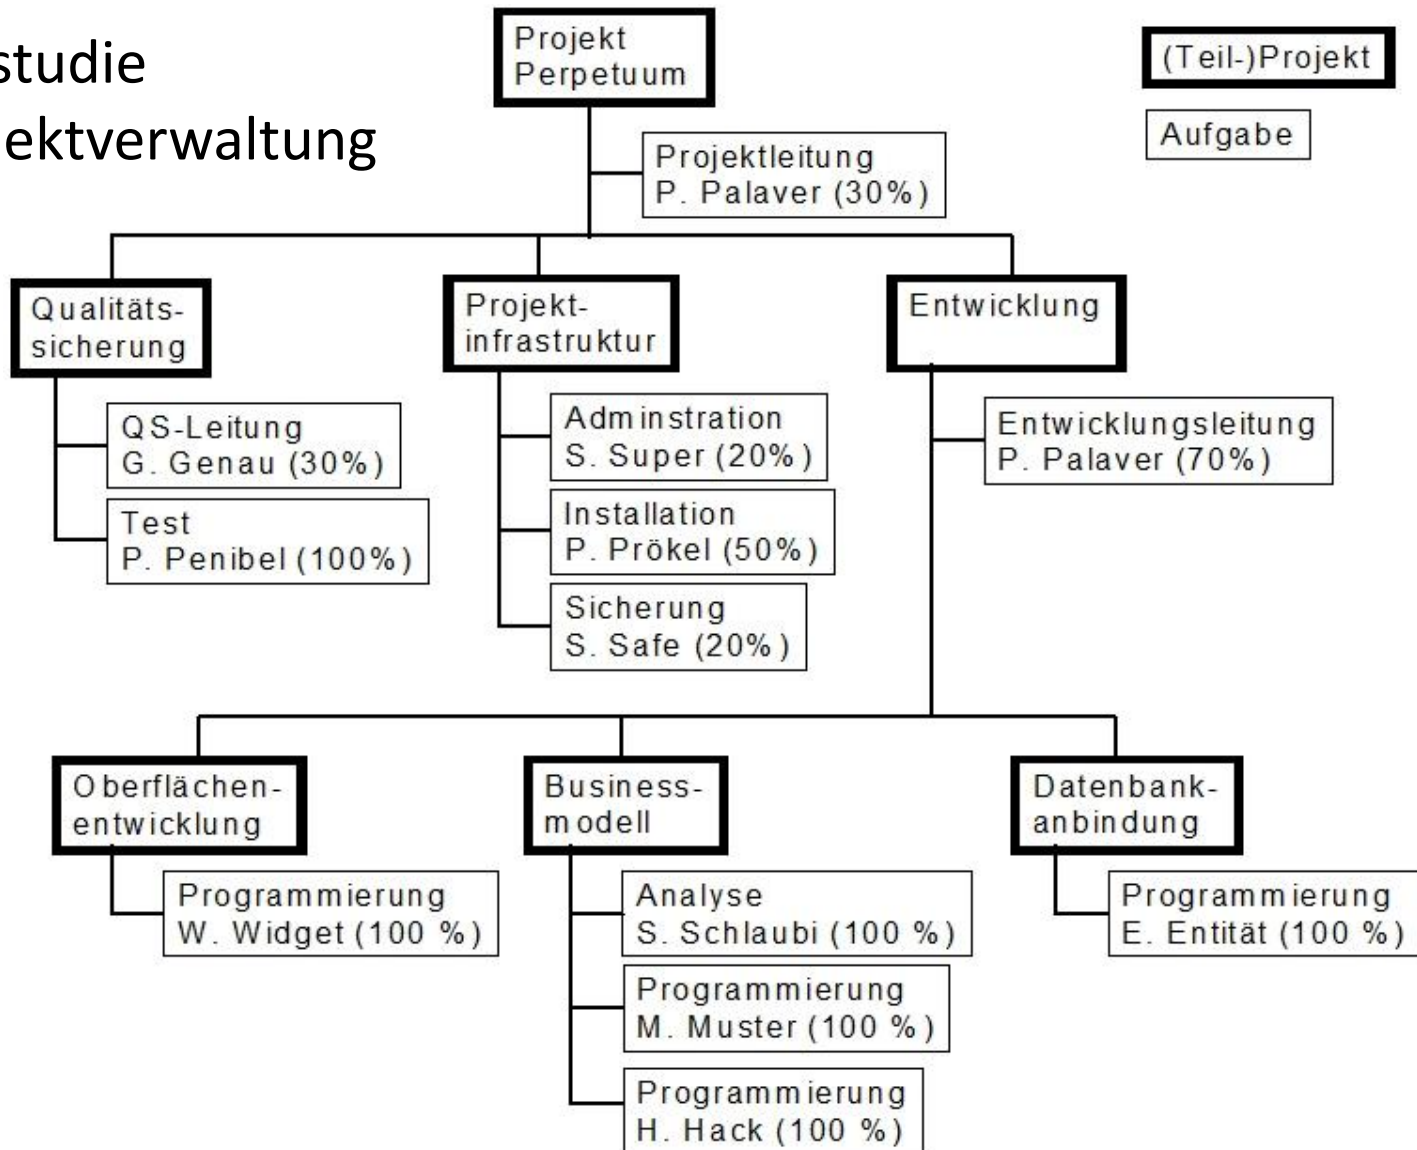 studie
ektverwaltung
Projekt
Perpetuum
(Teil-)Projekt
Aufgabe
Projektleitung
P. Palaver (30%)
Qualitäts-
sicherung
Projekt-
infrastruktur
Entwicklung
QS-Leitung
G. Genau (30%)
Test
P. Penibel (100%)
Adminstration
S. Super (20%)
Installation
P. Prökel (50%)
Sicherung
S. Safe (20%)
Entwicklungsleitung
P. Palaver (70%)
Oberflächen-
entwicklung
Business-
modell
Datenbank-
anbindung
Programmierung
W. Widget (100 %)
Analyse
S. Schlaubi (100 %)
Programmierung
M. Muster (100 %)
Programmierung
H. Hack (100 %)
Programmierung
E. Entität (100 %)